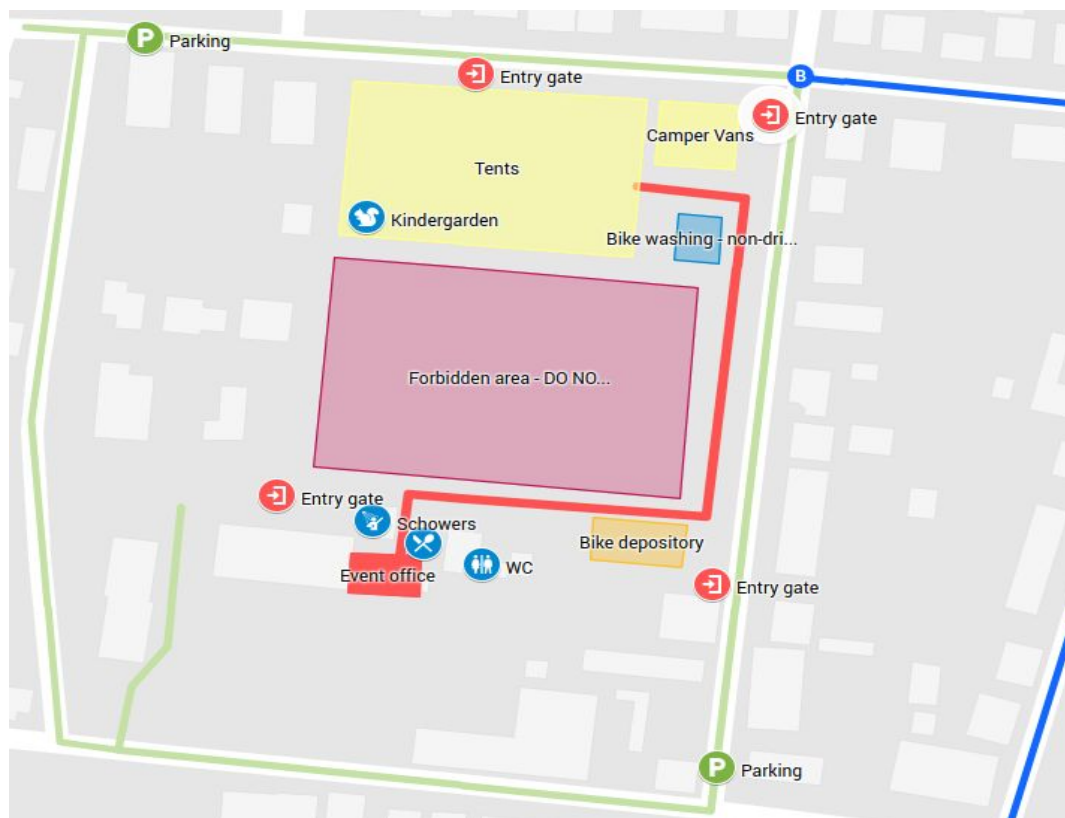 P Parking
Entry gate
B
Entry gate
Camper Vans
Tents
Kindergarden
Bike washing - non-dri...
Forbidden area - DO NO...
Entry gate
Schowers
Bike depository
WC
Event office
Entry gate
P Parking